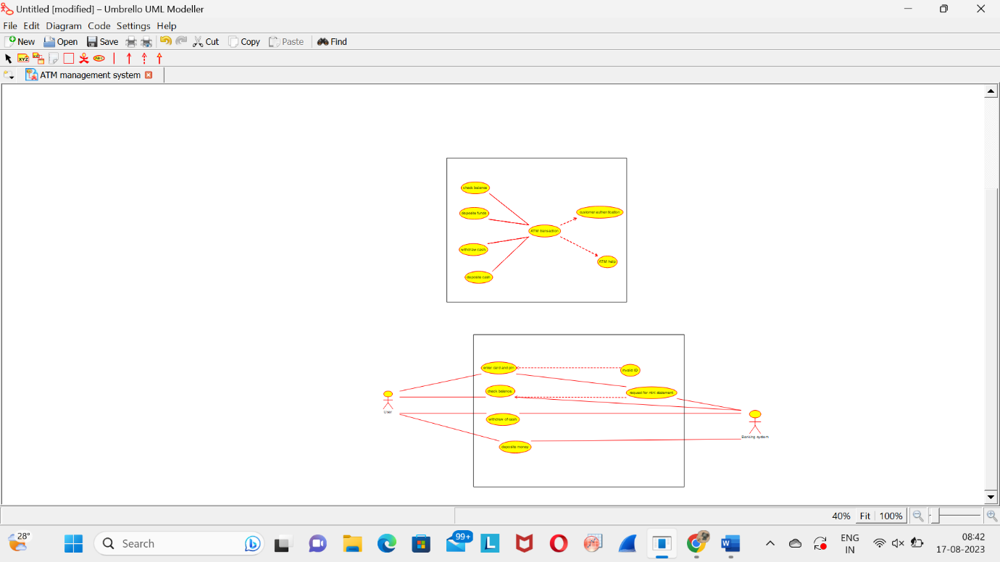 Untitled [modified] – Umbrello UML Modeller
File Edit Diagram Code Settings Help
New Open Save Cut Copy Paste Find
XYZ ABC
ATM management system
check balance
deposite funds
customer authentication
ATM transaction
withdraw cash
ATM help
deposite cash
enter card and pin
invalid ID
check balance.
request for mini statement
User
withdraw of cash
Banking system
deposite money
40% Fit 100%
28°
Search
99+
L
W
ENG
IN
08:42
17-08-2023